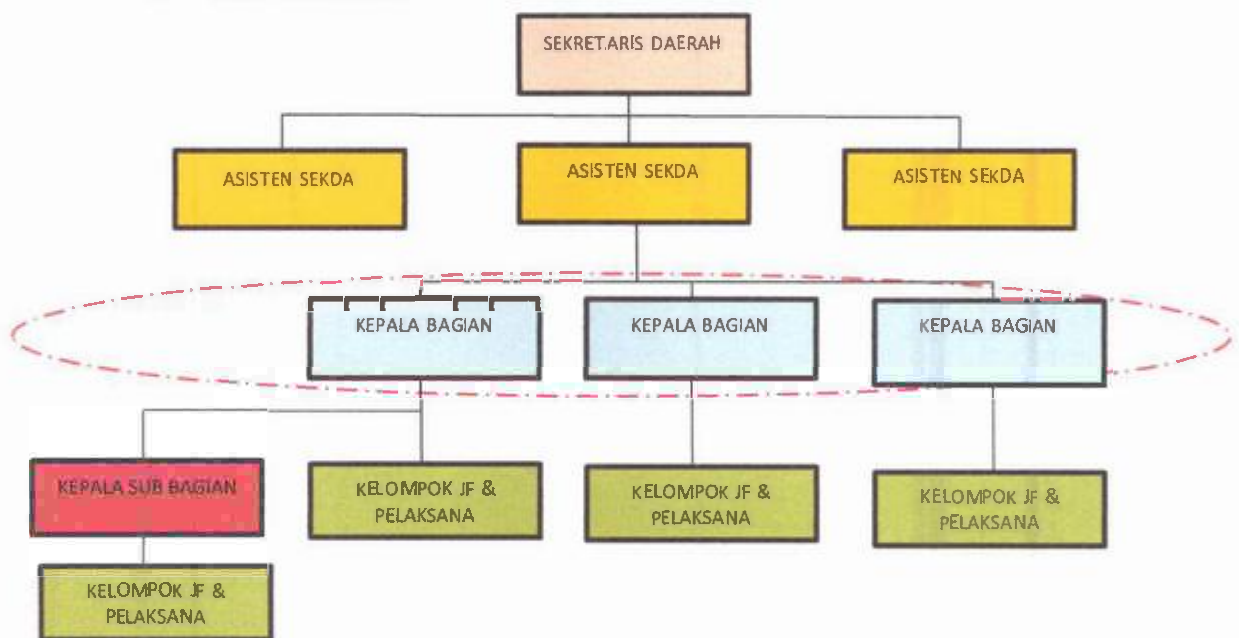 SEKRETARIS DAERAH
ASISTEN SEKDA
ASISTEN SEKDA
ASISTEN SEKDA
KEPALA BAGIAN
KEPALA BAGIAN
KEPALA BAGIAN
KEPALA SUB BAGIAN
KELOMPOK JF &
PELAKSANA
KELOMPOK JF &
PELAKSANA
KELOMPOK JF &
PELAKSANA
KELOMPOK JF &
PELAKSANA